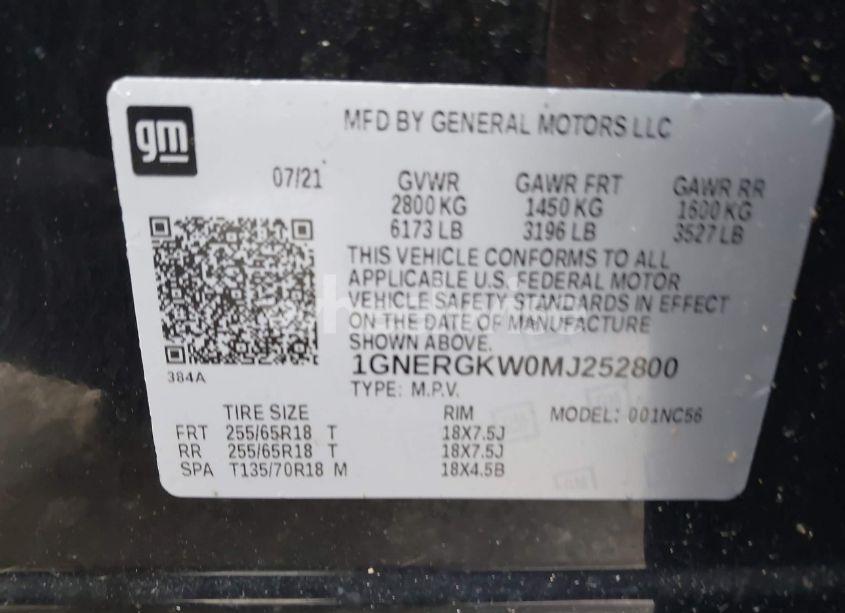 gm
MFD BY GENERAL MOTORS LLC
07/21 GVWR GAWR FRT GAWR RR
2800 KG 1450 KG 1600 KG
6173 LB 3196 LB 3527 LB
THIS VEHICLE CONFORMS TO ALL
APPLICABLE U.S. FEDERAL MOTOR
VEHICLE SAFETY STANDARDS IN EFFECT
ON THE DATE OF MANUFACTURE
SHOWN ABOVE.
384A
1GNERGKW0MJ252800
TYPE: M.P.V.
TIRE SIZE RIM MODEL: 001NC56
FRT 255/65R18 T 18X7.5J
RR 255/65R18 T 18X7.5J
SPA T135/70R18 M 18X4.5B